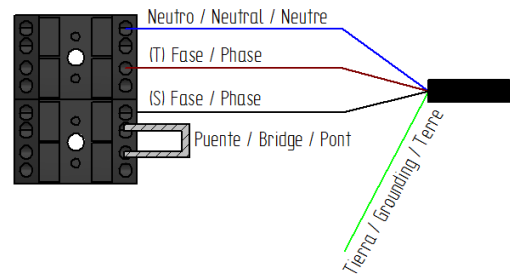 Neutro / Neutral / Neutre
(T) Fase / Phase
(S) Fase / Phase
Puente / Bridge / Pont
Tierra / Grounding / Terre